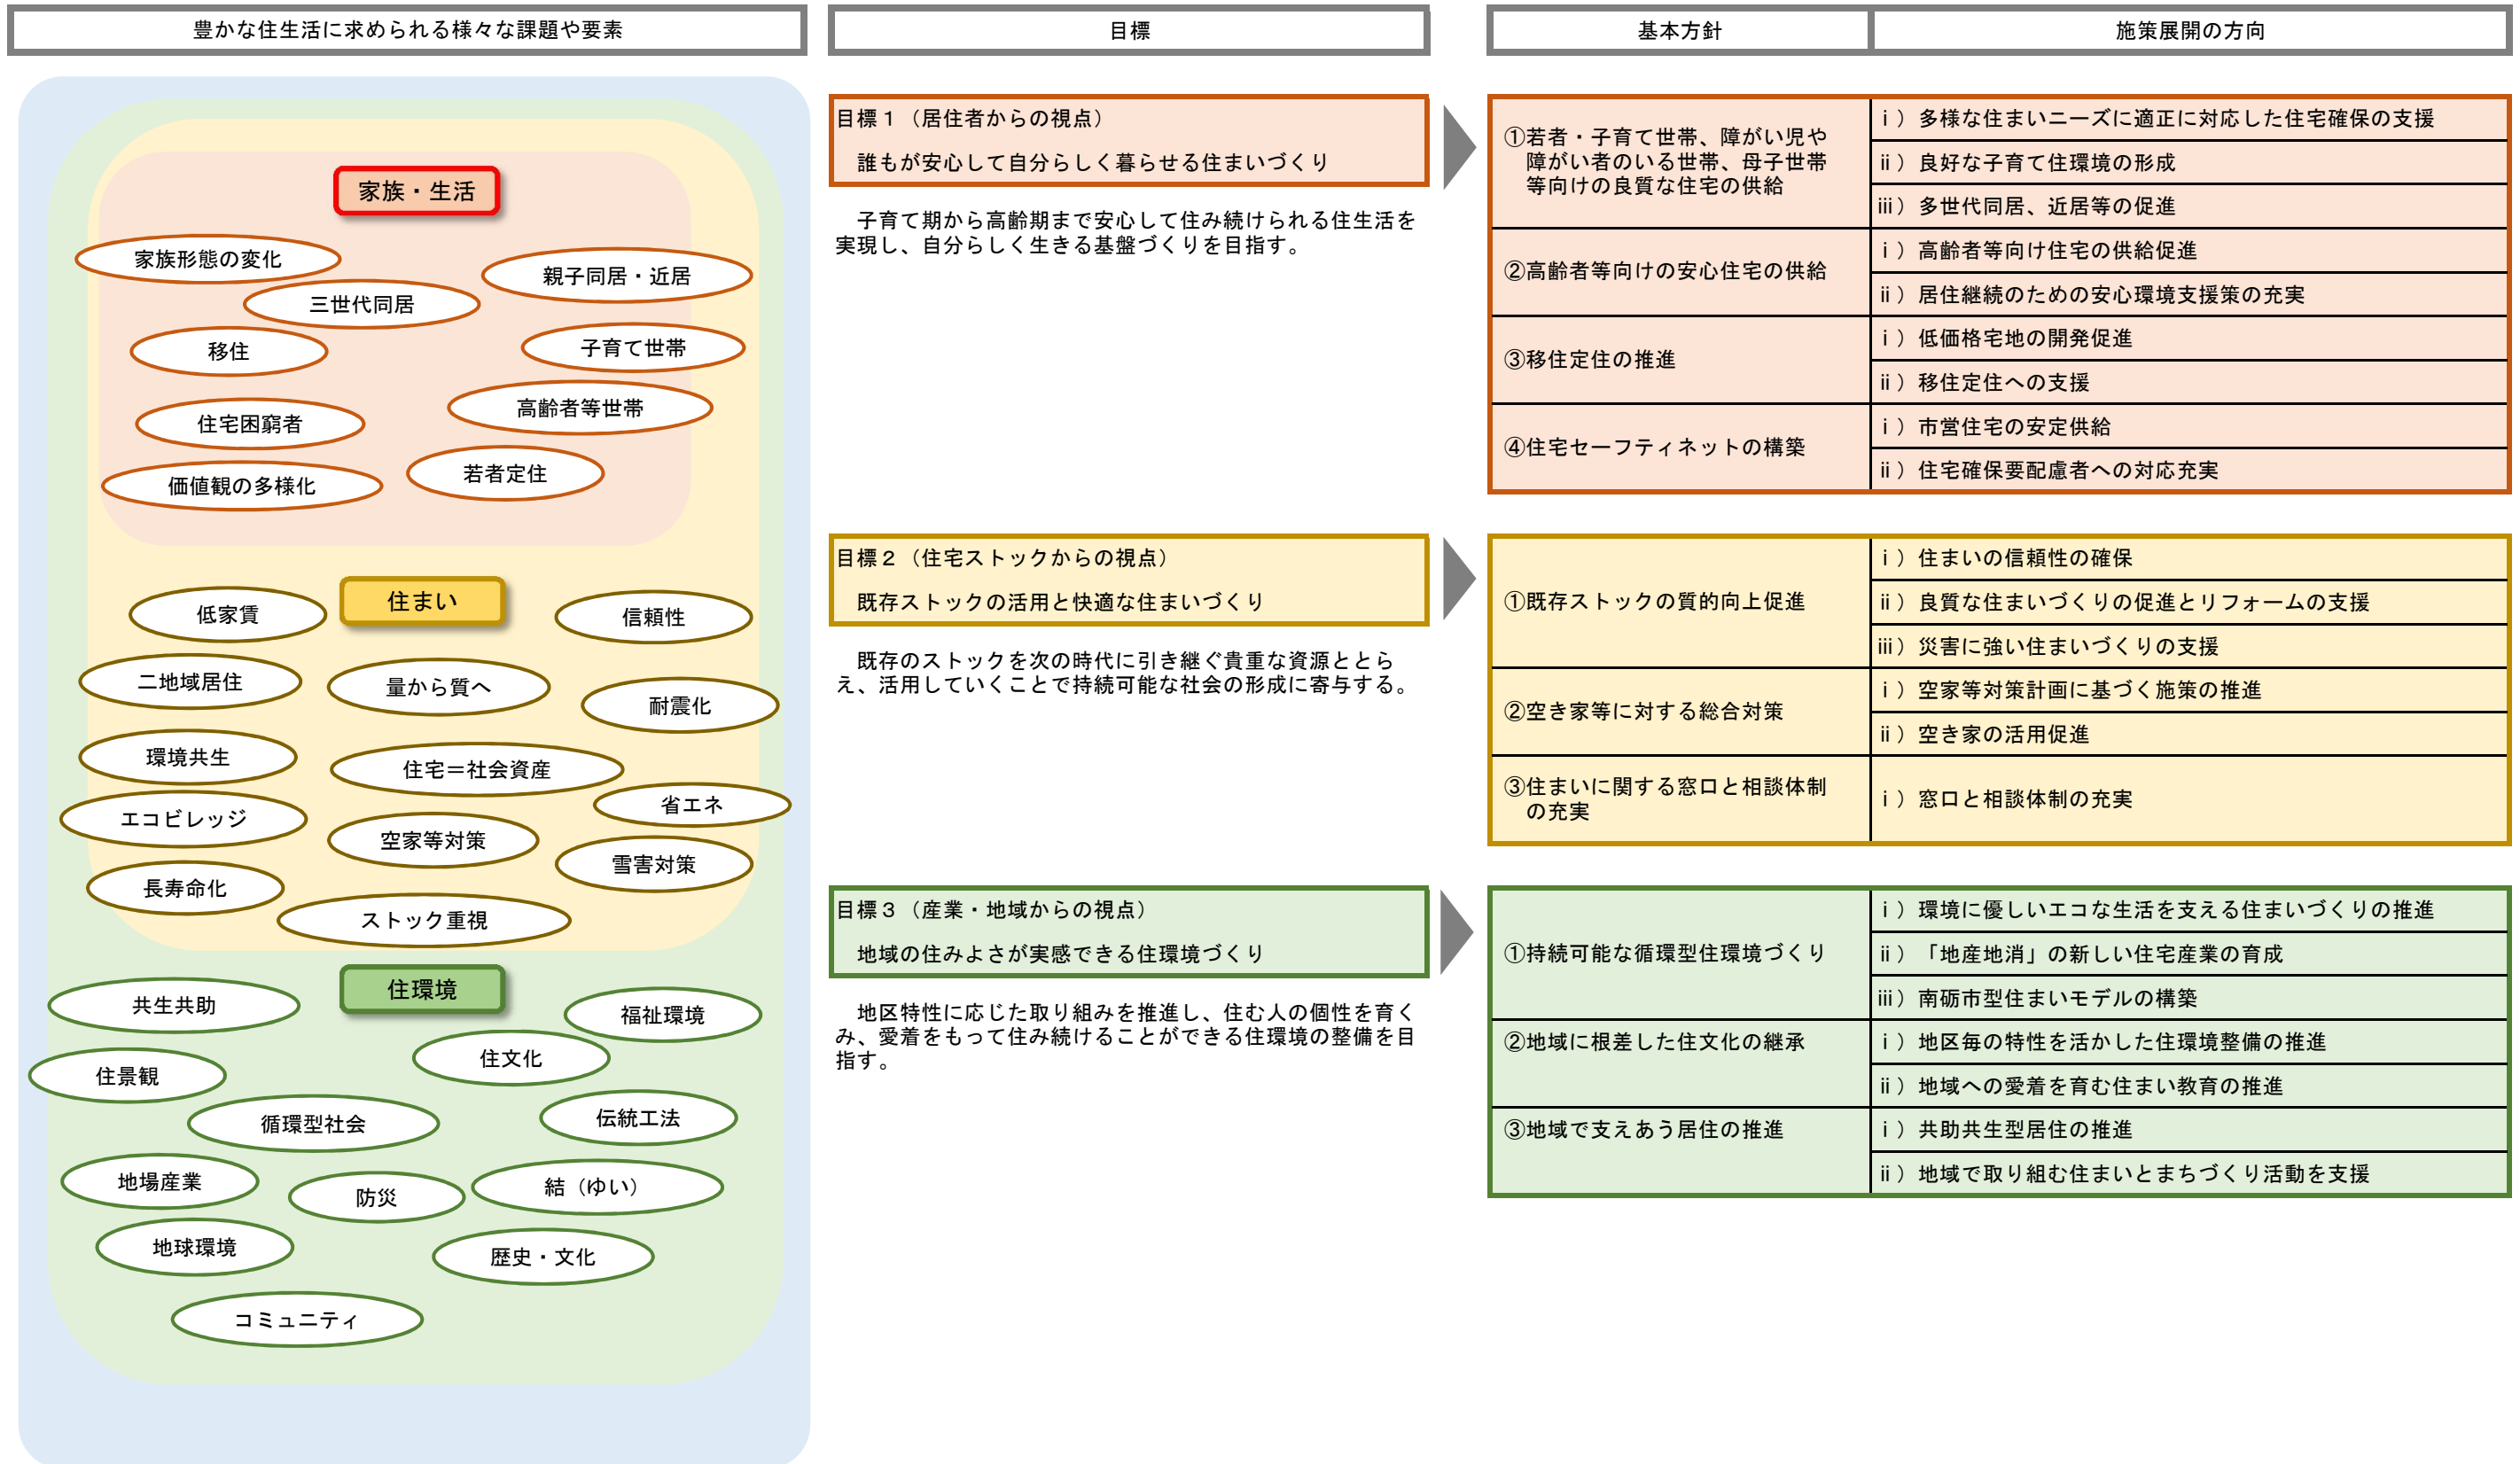 豊かな住生活に求められる様々な課題や要素
目標
基本方針
施策展開の方向
家族・生活
家族形態の変化
親子同居・近居
三世代同居
移住
子育て世帯
高齢者等世帯
住宅困窮者
若者定住
価値観の多様化
住まい
低家賃
信頼性
二地域居住
量から質へ
耐震化
環境共生
住宅＝社会資産
省エネ
エコビレッジ
空家等対策
雪害対策
長寿命化
ストック重視
住環境
共生共助
福祉環境
住文化
住景観
循環型社会
伝統工法
地場産業
防災
結（ゆい）
地球環境
歴史・文化
コミュニティ
目標１（居住者からの視点）
誰もが安心して自分らしく暮らせる住まいづくり
子育て期から高齢期まで安心して住み続けられる住生活を
実現し、自分らしく生きる基盤づくりを目指す。
①若者・子育て世帯、障がい児や
障がい者のいる世帯、母子世帯
等向けの良質な住宅の供給
ⅰ）多様な住まいニーズに適正に対応した住宅確保の支援
ⅱ）良好な子育て住環境の形成
ⅲ）多世代同居、近居等の促進
②高齢者等向けの安心住宅の供給
ⅰ）高齢者等向け住宅の供給促進
ⅱ）居住継続のための安心環境支援策の充実
③移住定住の推進
ⅰ）低価格宅地の開発促進
ⅱ）移住定住への支援
④住宅セーフティネットの構築
ⅰ）市営住宅の安定供給
ⅱ）住宅確保要配慮者への対応充実
目標２（住宅ストックからの視点）
既存ストックの活用と快適な住まいづくり
既存のストックを次の時代に引き継ぐ貴重な資源ととら
え、活用していくことで持続可能な社会の形成に寄与する。
①既存ストックの質的向上促進
ⅰ）住まいの信頼性の確保
ⅱ）良質な住まいづくりの促進とリフォームの支援
ⅲ）災害に強い住まいづくりの支援
②空き家等に対する総合対策
ⅰ）空家等対策計画に基づく施策の推進
ⅱ）空き家の活用促進
③住まいに関する窓口と相談体制
の充実
ⅰ）窓口と相談体制の充実
目標３（産業・地域からの視点）
地域の住みよさが実感できる住環境づくり
地区特性に応じた取り組みを推進し、住む人の個性を育く
み、愛着をもって住み続けることができる住環境の整備を目
指す。
①持続可能な循環型住環境づくり
ⅰ）環境に優しいエコな生活を支える住まいづくりの推進
ⅱ）「地産地消」の新しい住宅産業の育成
ⅲ）南砺市型住まいモデルの構築
②地域に根差した住文化の継承
ⅰ）地区毎の特性を活かした住環境整備の推進
ⅱ）地域への愛着を育む住まい教育の推進
③地域で支えあう居住の推進
ⅰ）共助共生型居住の推進
ⅱ）地域で取り組む住まいとまちづくり活動を支援